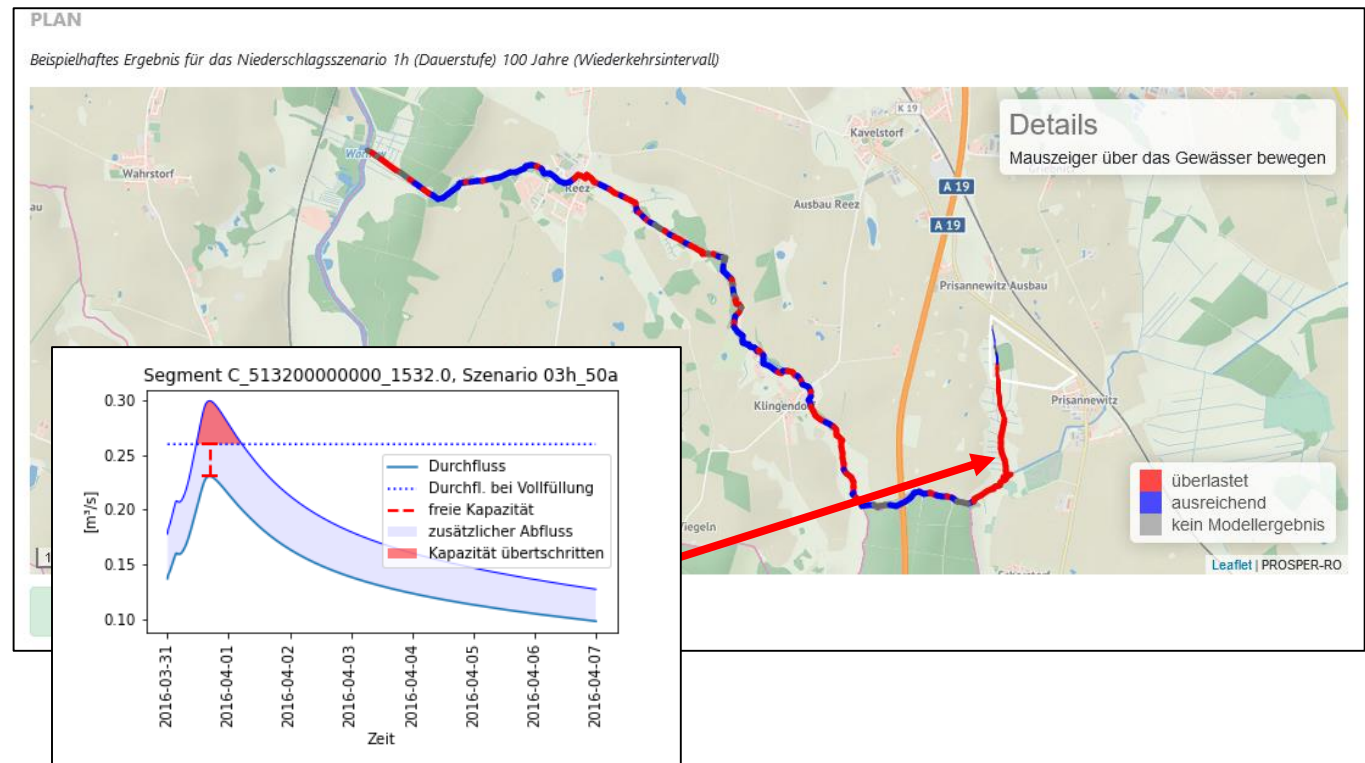 PLAN
Beispielhaftes Ergebnis für das Niederschlagsszenario 1h (Dauerstufe) 100 Jahre (Wiederkehrsintervall)
Details
Mauszeiger über das Gewässer bewegen
K 19
Kavelstorf
Wahrstorf
Reez
A 19
au
Ausbau Reez
A 19
Prisannewitz Ausbau
Prisannewitz
Klingendo
iegeln
überlastet
ausreichend
kein Modellergebnis
1
Leaflet | PROSPER-RO
Segment C_513200000000_1532.0, Szenario 03h_50a
0.30
0.25
0.20
0.15
0.10
[m³/s]
Durchfluss
Durchfl. bei Vollfüllung
freie Kapazität
zusätzlicher Abfluss
Kapazität übertschritten
2016-03-31
2016-04-01
2016-04-02
2016-04-03
2016-04-04
2016-04-05
2016-04-06
2016-04-07
Zeit